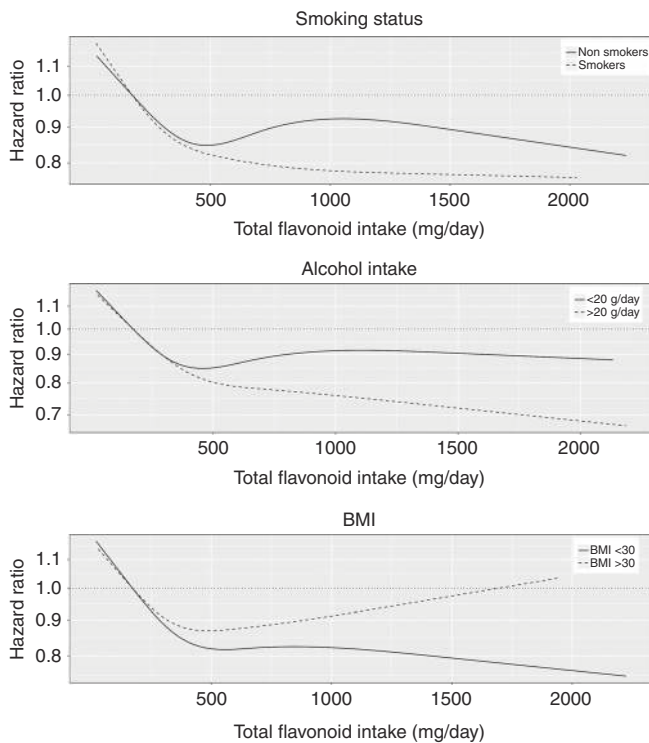 Smoking status
Hazard ratio
1.1
1.0
0.9
0.8
Non smokers
Smokers
500 1000 1500 2000
Total flavonoid intake (mg/day)
Alcohol intake
Hazard ratio
1.1
1.0
0.9
0.8
0.7
<20 g/day
>20 g/day
500 1000 1500 2000
Total flavonoid intake (mg/day)
BMI
Hazard ratio
1.1
1.0
0.9
0.8
BMI <30
BMI >30
500 1000 1500 2000
Total flavonoid intake (mg/day)